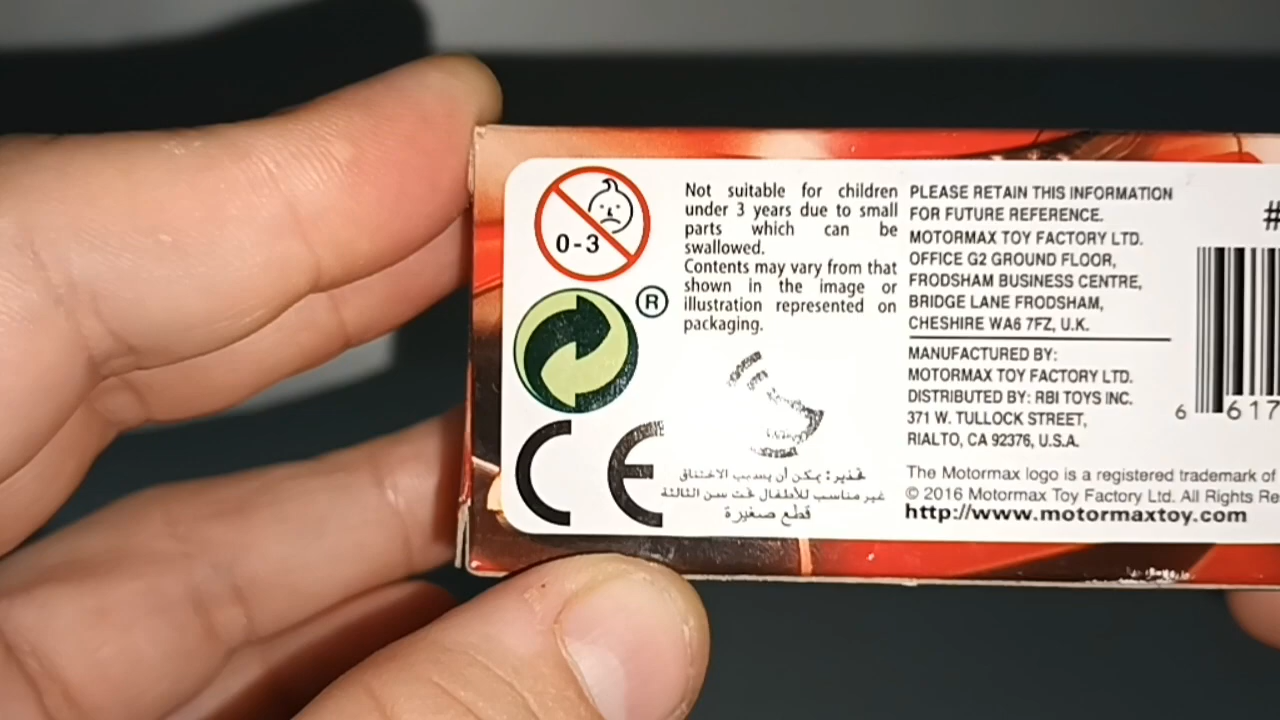 0-3
®
CE
Not suitable for children
under 3 years due to small
parts which can be
swallowed.
Contents may vary from that
shown in the image or
illustration represented on
packaging.
تحذير: يمكن أن يسبب الاختناق
غير مناسب للأطفال تحت سن الثالثة
قطع صغيرة
PLEASE RETAIN THIS INFORMATION
FOR FUTURE REFERENCE.
MOTORMAX TOY FACTORY LTD.
OFFICE G2 GROUND FLOOR,
FRODSHAM BUSINESS CENTRE,
BRIDGE LANE FRODSHAM,
CHESHIRE WA6 7FZ, U.K.
MANUFACTURED BY:
MOTORMAX TOY FACTORY LTD.
DISTRIBUTED BY: RBI TOYS INC.
371 W. TULLOCK STREET,
RIALTO, CA 92376, U.S.A.
The Motormax logo is a registered trademark of
© 2016 Motormax Toy Factory Ltd. All Rights Re
http://www.motormaxtoy.com
#
6 617